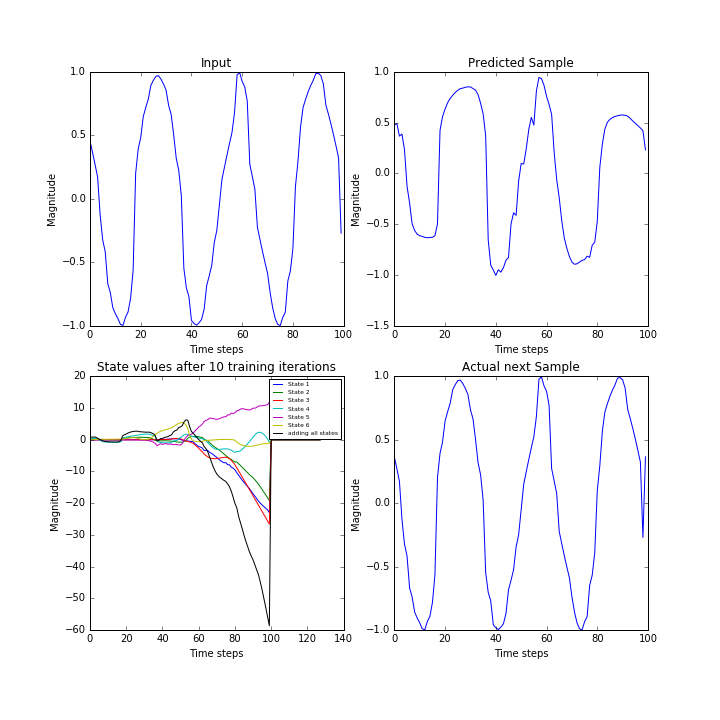 Input
1.0
0.5
0.0
−0.5
−1.0
Magnitude
0 20 40 60 80 100
Time steps
Predicted Sample
1.0
0.5
0.0
−0.5
−1.0
−1.5
Magnitude
0 20 40 60 80 100
Time steps
State values after 10 training iterations
20
10
0
−10
−20
−30
−40
−50
−60
Magnitude
State 1
State 2
State 3
State 4
State 5
State 6
adding all states
0 20 40 60 80 100 120 140
Time steps
Actual next Sample
1.0
0.5
0.0
−0.5
−1.0
Magnitude
0 20 40 60 80 100
Time steps